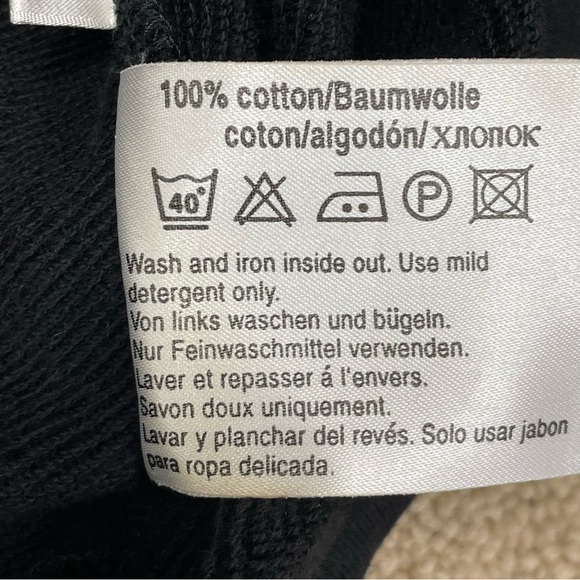 100% cotton/Baumwolle
coton/algodón/ хлопок
40° P
Wash and iron inside out. Use mild
detergent only.
Von links waschen und bügeln.
Nur Feinwaschmittel verwenden.
Laver et repasser á l'envers.
Savon doux uniquement.
Lavar y planchar del revés. Solo usar jabon
para ropa delicada.